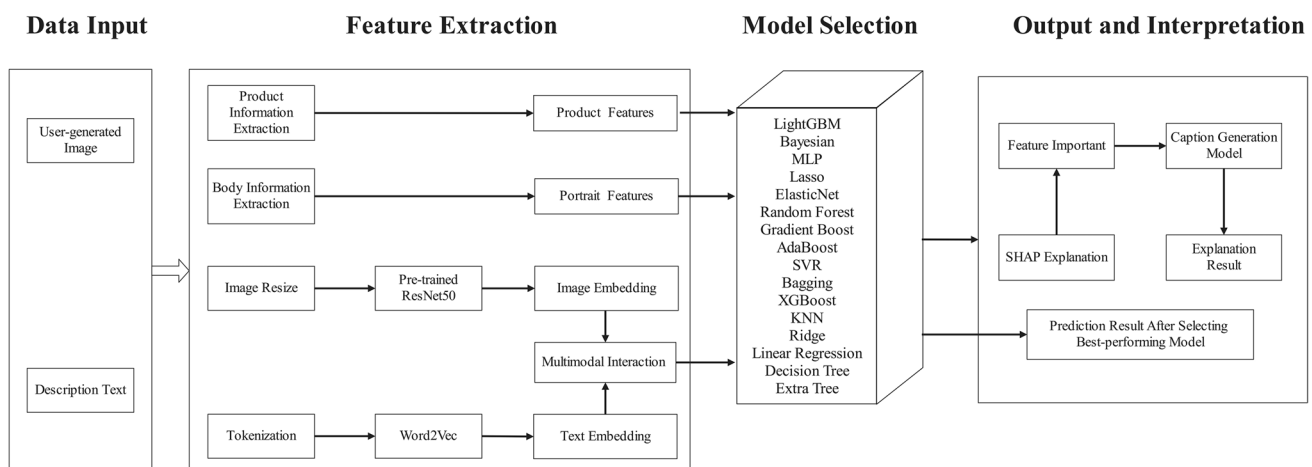 Data Input
Feature Extraction
Model Selection
Output and Interpretation
User-generated
Image
Description Text
Product
Information
Extraction
Product Features
Body Information
Extraction
Portrait Features
Image Resize
Pre-trained
ResNet50
Image Embedding
Multimodal Interaction
Tokenization
Word2Vec
Text Embedding
LightGBM
Bayesian
MLP
Lasso
ElasticNet
Random Forest
Gradient Boost
AdaBoost
SVR
Bagging
XGBoost
KNN
Ridge
Linear Regression
Decision Tree
Extra Tree
Feature Important
Caption Generation
Model
SHAP Explanation
Explanation
Result
Prediction Result After Selecting
Best-performing Model